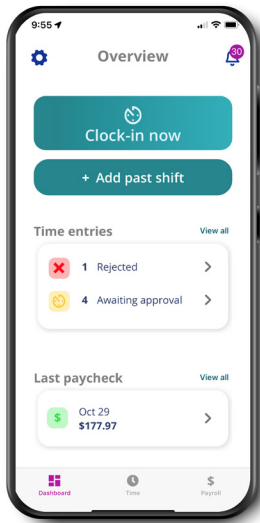 9:55
Overview
30
Clock-in now
+ Add past shift
Time entries View all
1 Rejected
4 Awaiting approval
Last paycheck View all
$ Oct 29
$177.97
$
Dashboard Time Payroll